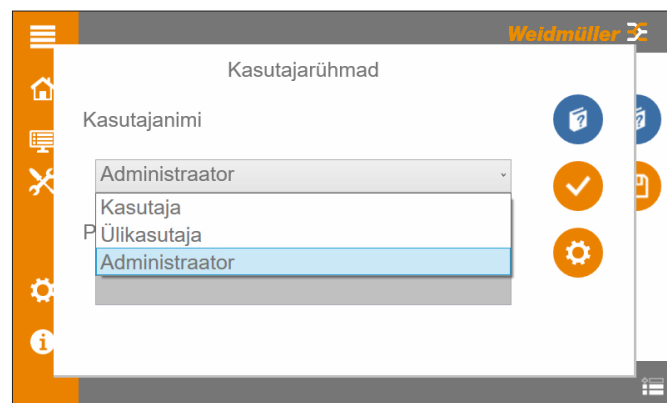 Weidmüller
Kasutajarühmad
Kasutajanimi
Administraator
Kasutaja
P
Ülikasutaja
Administraator